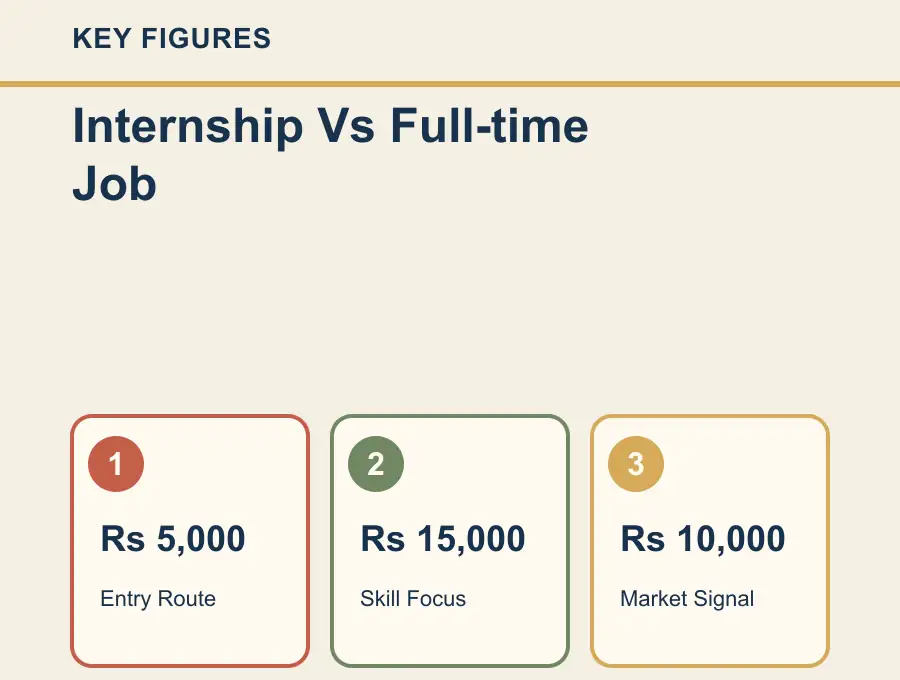 KEY FIGURES
Internship Vs Full-time
Job
1
Rs 5,000
Entry Route
2
Rs 15,000
Skill Focus
3
Rs 10,000
Market Signal